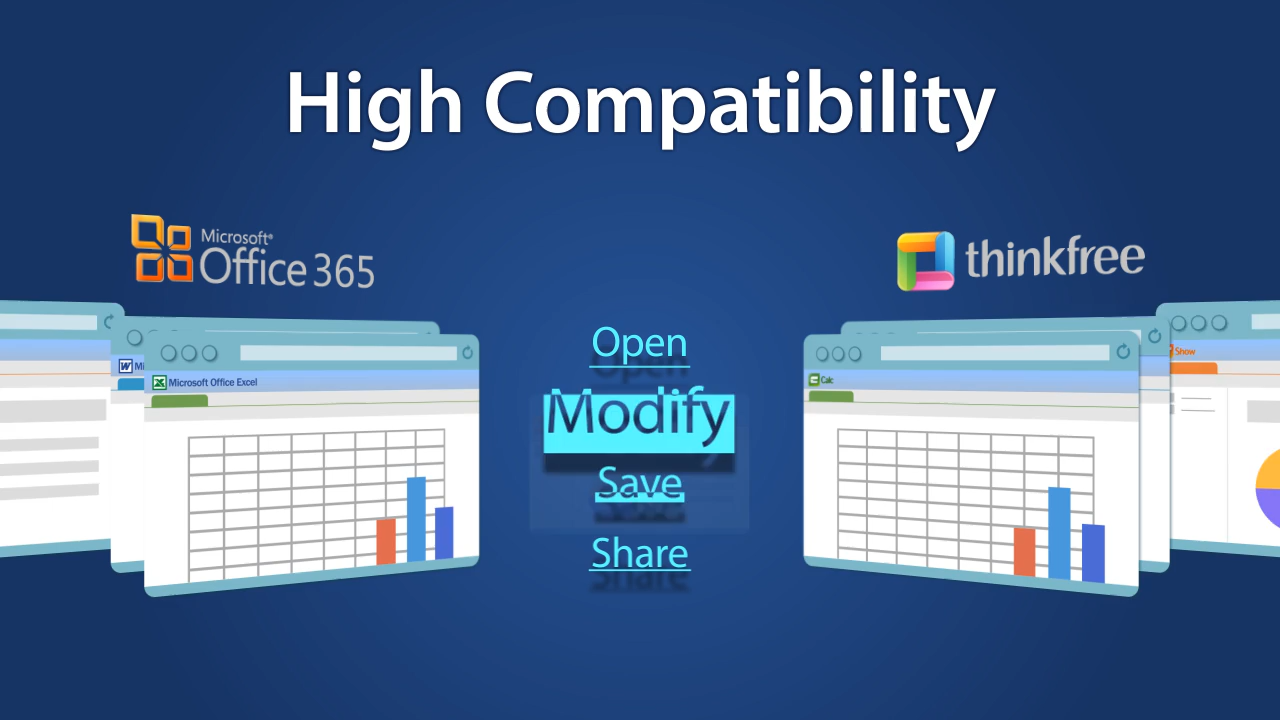 High Compatibility
Microsoft®
Office 365
thinkfree
Open
Modify
Save
Share
Microsoft Office Excel
Calc
Show